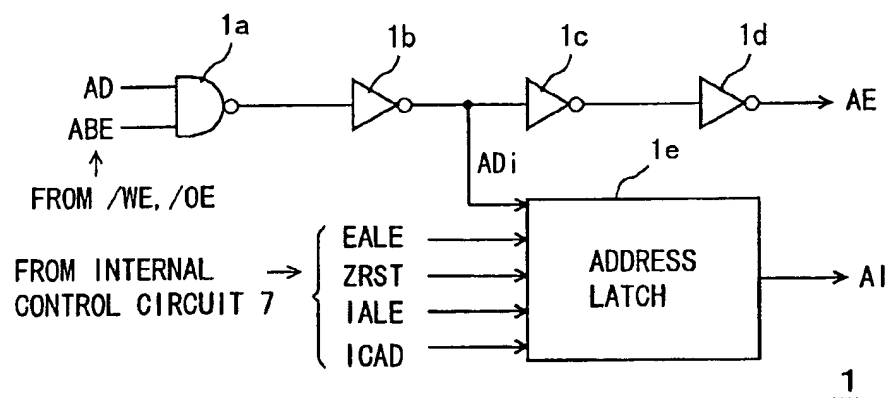 1a
1b
1c
1d
AD
ABE
AE
FROM /WE, /OE
ADi
1e
FROM INTERNAL
CONTROL CIRCUIT 7
EALE
ZRST
IALE
ICAD
ADDRESS
LATCH
AI
1